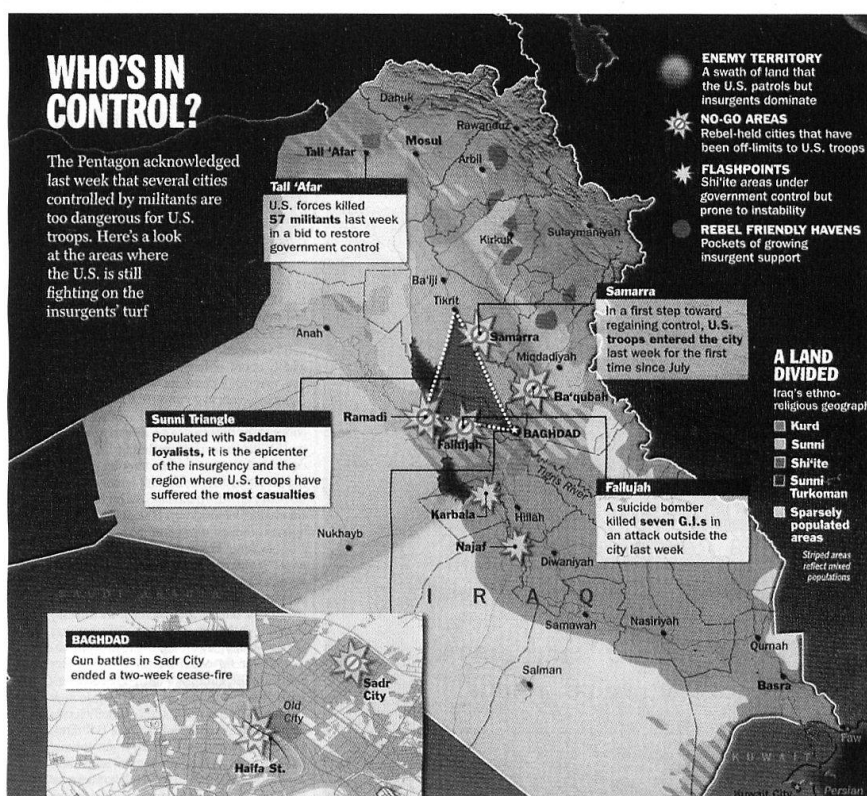 WHO'S IN
CONTROL?
The Pentagon acknowledged
last week that several cities
controlled by militants are
too dangerous for U.S.
troops. Here's a look
at the areas where
the U.S. is still
fighting on the
insurgents' turf
ENEMY TERRITORY
A swath of land that
the U.S. patrols but
insurgents dominate
NO-GO AREAS
Rebel-held cities that have
been off-limits to U.S. troops
FLASHPOINTS
Shi'ite areas under
government control but
prone to instability
REBEL FRIENDLY HAVENS
Pockets of growing
insurgent support
Dahuk
Rawanduz
Tall 'Afar
Mosul
Arbil
Tall 'Afar
U.S. forces killed
57 militants last week
in a bid to restore
government control
Kirkuk
Sulaymaniyah
Ba'iji
Tikrit
Samarra
In a first step toward
regaining control, U.S.
troops entered the city
last week for the first
time since July
Anah
Samarra
Miqdadiyah
Ba'qubah
A LAND
DIVIDED
Iraq's ethno-
religious geograph
Kurd
Sunni
Shi'ite
Sunni
Turkoman
Sparsely
populated
areas
Striped areas
reflect mixed
populations
Sunni Triangle
Populated with Saddam
loyalists, it is the epicenter
of the insurgency and the
region where U.S. troops have
suffered the most casualties
Ramadi
Fallujah
BAGHDAD
Tigris River
Fallujah
A suicide bomber
killed seven G.I.s in
an attack outside the
city last week
Karbala
Hillah
Nukhayb
Najaf
Diwaniyah
IRAQ
Samawah
Nasiriyah
Qurnah
Salman
Basra
Faw
KUWAIT
Kuwait City
Persian
SAUDI ARABIA
BAGHDAD
Gun battles in Sadr City
ended a two-week cease-fire
Sadr
City
Old
City
Haifa St.